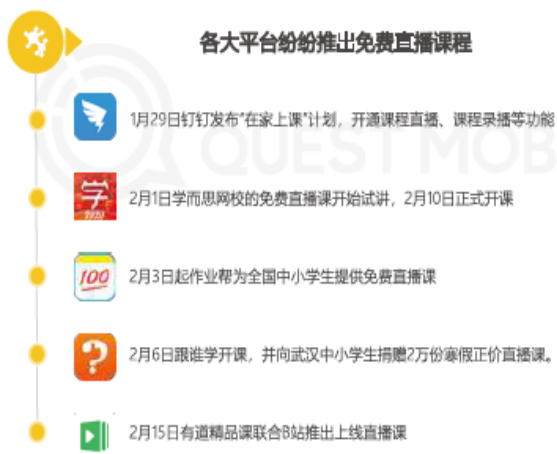 各大平台纷纷推出免费直播课程
1月29日钉钉发布"在家上课"计划，开通课程直播、课程录播等功能
学
2020
2月1日学而思网校的免费直播课开始试讲，2月10日正式开课
100
2月3日起作业帮为全国中小学生提供免费直播课
?
2月6日跟谁学开课，并向武汉中小学生捐赠2万份寒假正价直播课。
2月15日有道精品课联合B站推出上线直播课
QUEST MOB